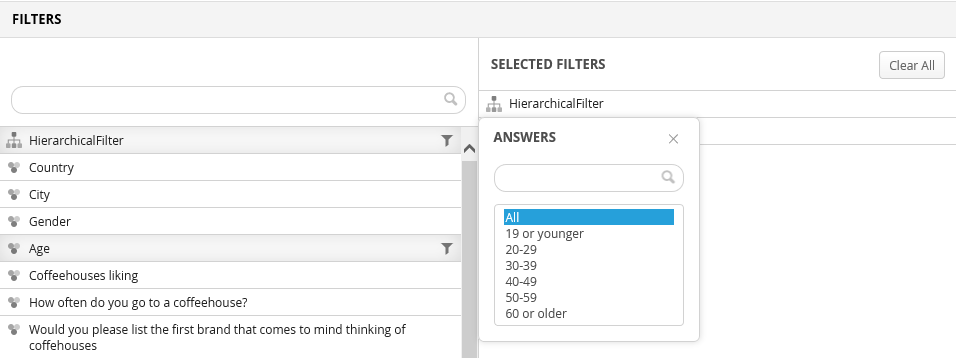 FILTERS
SELECTED FILTERS
Clear All
HierarchicalFilter
HierarchicalFilter
Country
City
Gender
Age
Coffeehouses liking
How often do you go to a coffeehouse?
Would you please list the first brand that comes to mind thinking of
coffehouses
ANSWERS
All
19 or younger
20-29
30-39
40-49
50-59
60 or older